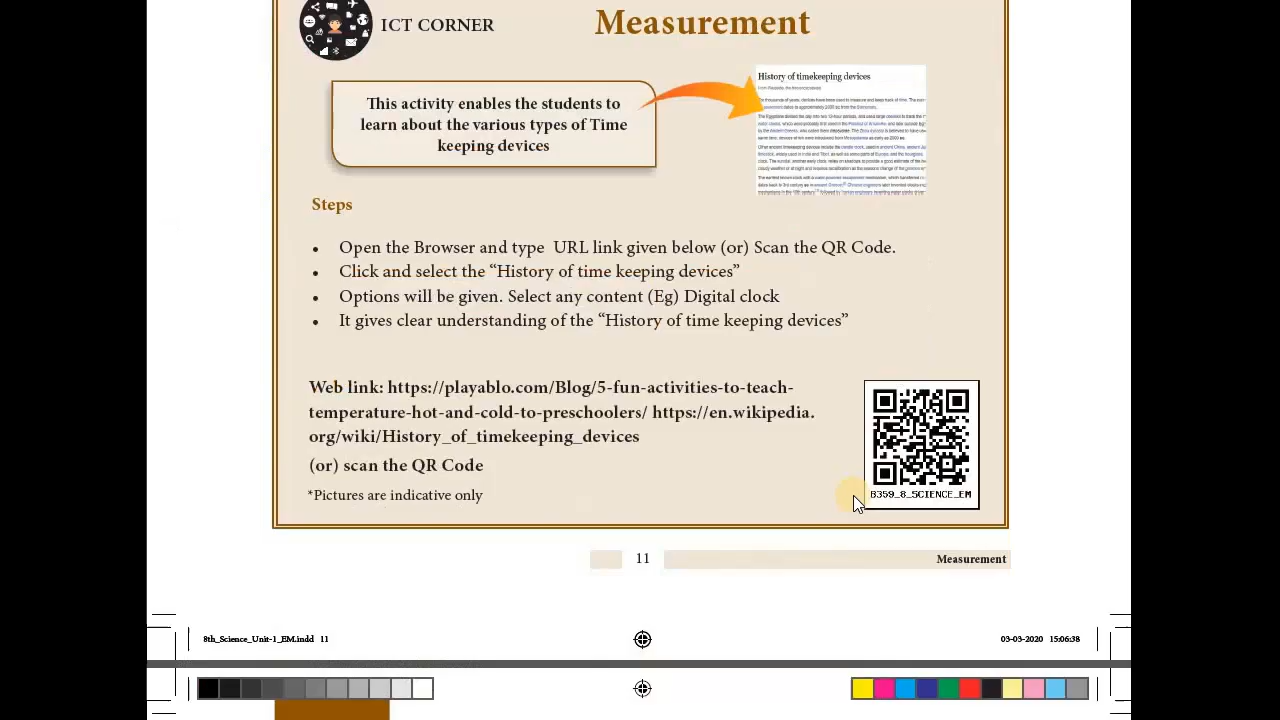 ICT CORNER
Measurement
This activity enables the students to
learn about the various types of Time
keeping devices
History of timekeeping devices
Steps
• Open the Browser and type URL link given below (or) Scan the QR Code.
• Click and select the “History of time keeping devices”
• Options will be given. Select any content (Eg) Digital clock
• It gives clear understanding of the “History of time keeping devices”
Web link: https://playablo.com/Blog/5-fun-activities-to-teach-
temperature-hot-and-cold-to-preschoolers/ https://en.wikipedia.
org/wiki/History_of_timekeeping_devices
(or) scan the QR Code
*Pictures are indicative only
B359_8_SCIENCE_EM
11
Measurement
8th_Science_Unit-1_EM.indd 11
03-03-2020 15:06:38